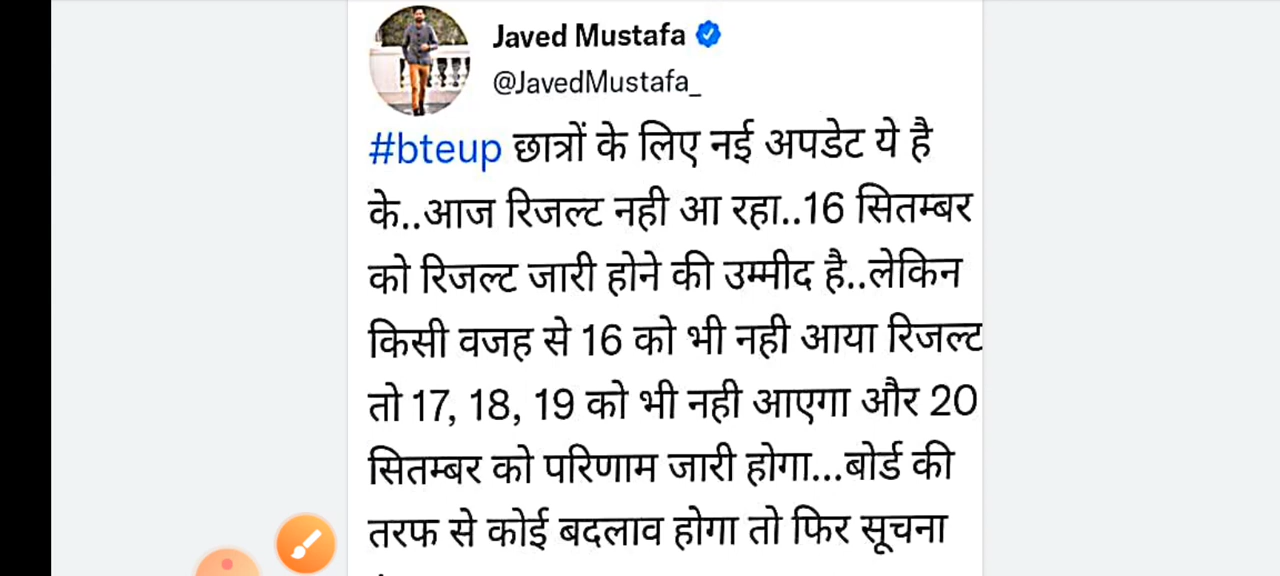 Javed Mustafa
@JavedMustafa_
#bteup छात्रों के लिए नई अपडेट ये है
के..आज रिजल्ट नही आ रहा..16 सितम्बर
को रिजल्ट जारी होने की उम्मीद है..लेकिन
किसी वजह से 16 को भी नही आया रिजल्ट
तो 17, 18, 19 को भी नही आएगा और 20
सितम्बर को परिणाम जारी होगा...बोर्ड की
तरफ से कोई बदलाव होगा तो फिर सूचना